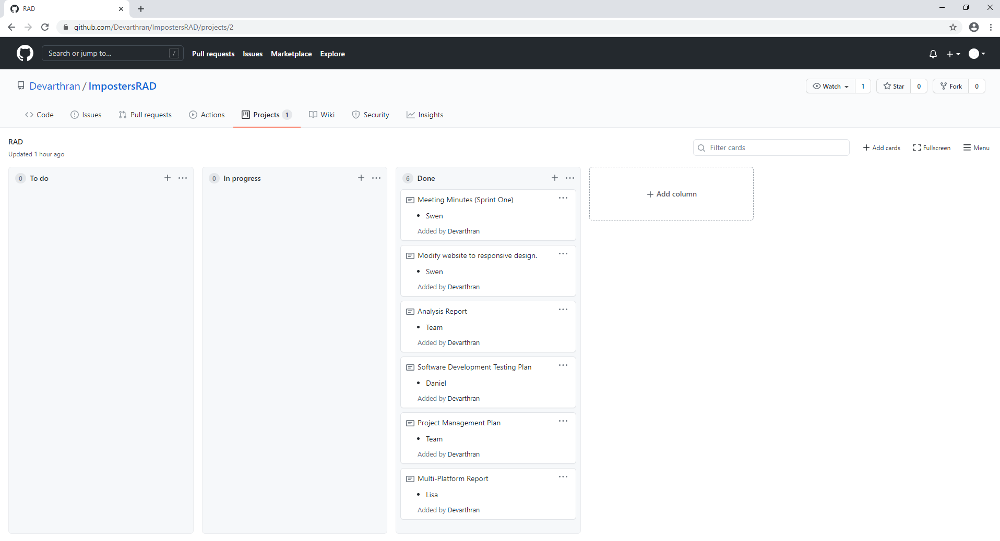 RAD
github.com/Devarthran/ImpostersRAD/projects/2
Search or jump to... /
Pull requests Issues Marketplace Explore
Devarthran / ImpostersRAD
Watch 1 Star 0 Fork 0
Code Issues Pull requests Actions Projects 1 Wiki Security Insights
RAD
Updated 1 hour ago
Filter cards
Add cards Fullscreen Menu
0 To do
0 In progress
6 Done
Meeting Minutes (Sprint One)
• Swen
Added by Devarthran
Modify website to responsive design.
• Swen
Added by Devarthran
Analysis Report
• Team
Added by Devarthran
Software Development Testing Plan
• Daniel
Added by Devarthran
Project Management Plan
• Team
Added by Devarthran
Multi-Platform Report
• Lisa
Added by Devarthran
+ Add column